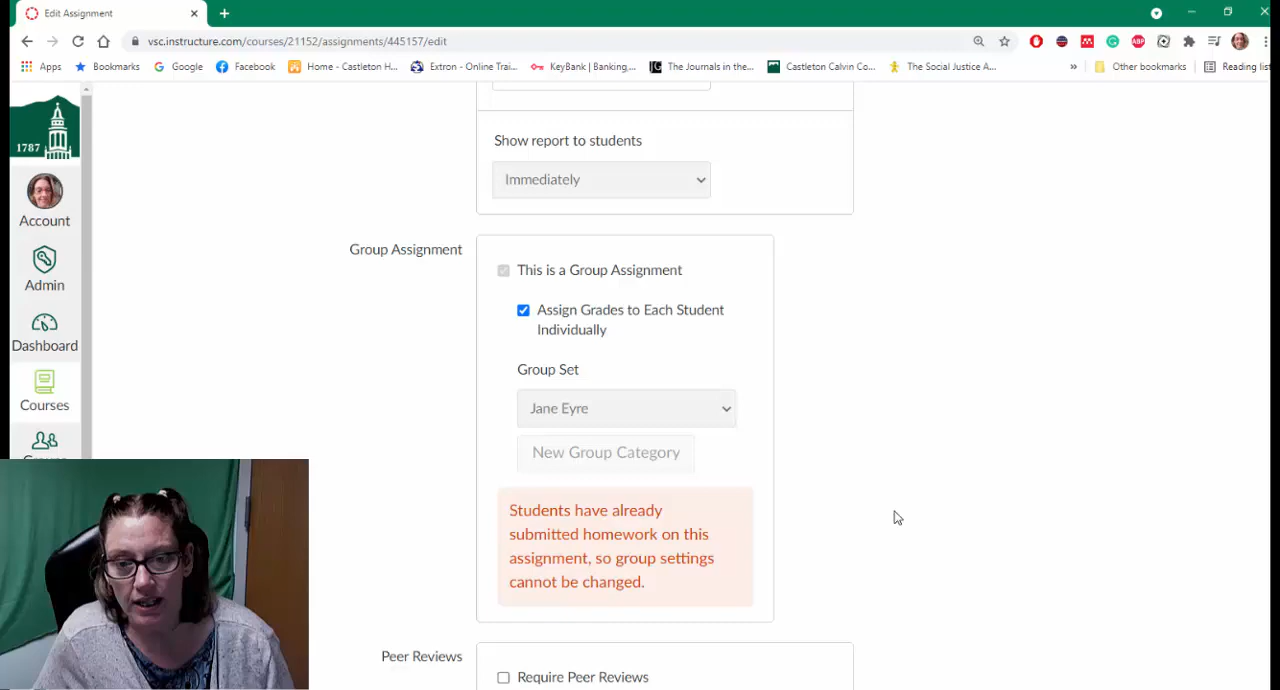 Edit Assignment
vsc.instructure.com/courses/21152/assignments/445157/edit
ABP
Apps Bookmarks Google Facebook Home - Castleton H... Extron - Online Trai... KeyBank | Banking,... The Journals in the... Castleton Calvin Co... The Social Justice A... » Other bookmarks Reading list
1787
Account
Admin
Dashboard
Courses
Show report to students
Immediately
Group Assignment
This is a Group Assignment
Assign Grades to Each Student
Individually
Group Set
Jane Eyre
New Group Category
Students have already
submitted homework on this
assignment, so group settings
cannot be changed.
Peer Reviews
Require Peer Reviews